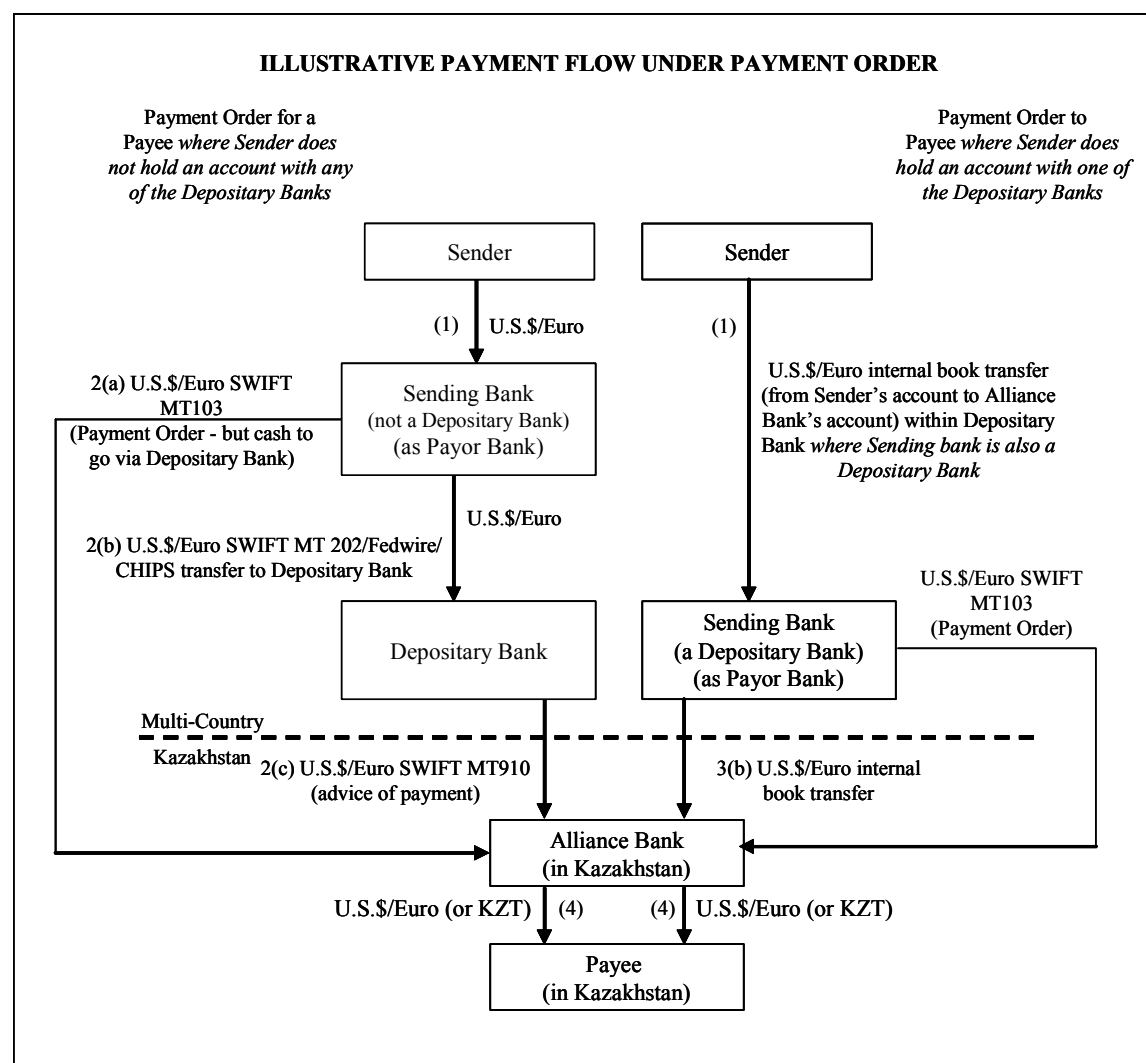 ILLUSTRATIVE PAYMENT FLOW UNDER PAYMENT ORDER
Payment Order for a
Payee where Sender does
not hold an account with any
of the Depositary Banks
Payment Order to
Payee where Sender does
hold an account with one of
the Depositary Banks
Sender
Sender
(1)
U.S.$/Euro
(1)
2(a) U.S.$/Euro SWIFT
MT103
(Payment Order - but cash to
go via Depositary Bank)
Sending Bank
(not a Depositary Bank)
(as Payor Bank)
U.S.$/Euro internal book transfer
(from Sender's account to Alliance
Bank's account) within Depositary
Bank where Sending bank is also a
Depositary Bank
U.S.$/Euro
2(b) U.S.$/Euro SWIFT MT 202/Fedwire/
CHIPS transfer to Depositary Bank
U.S.$/Euro SWIFT
MT103
(Payment Order)
Depositary Bank
Sending Bank
(a Depositary Bank)
(as Payor Bank)
Multi-Country
Kazakhstan
2(c) U.S.$/Euro SWIFT MT910
(advice of payment)
3(b) U.S.$/Euro internal
book transfer
Alliance Bank
(in Kazakhstan)
U.S.$/Euro (or KZT)
(4)
(4)
U.S.$/Euro (or KZT)
Payee
(in Kazakhstan)